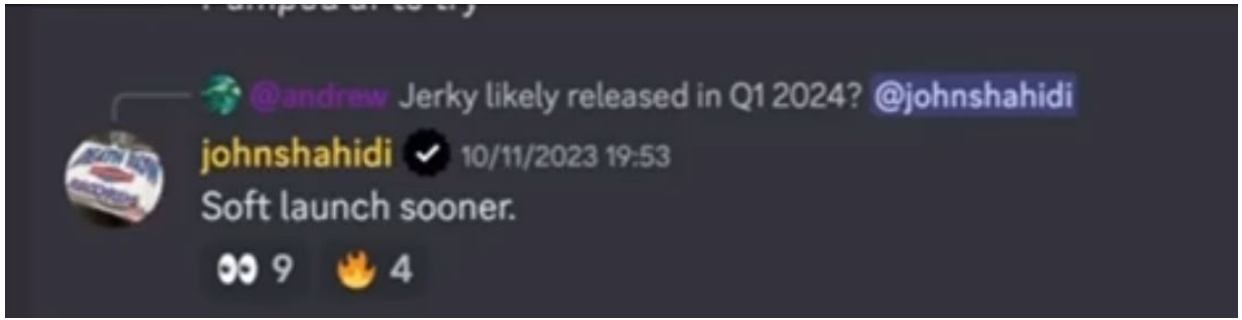 @andrew Jerky likely released in Q1 2024? @johnshahidi
johnshahidi 10/11/2023 19:53
Soft launch sooner.
9 4